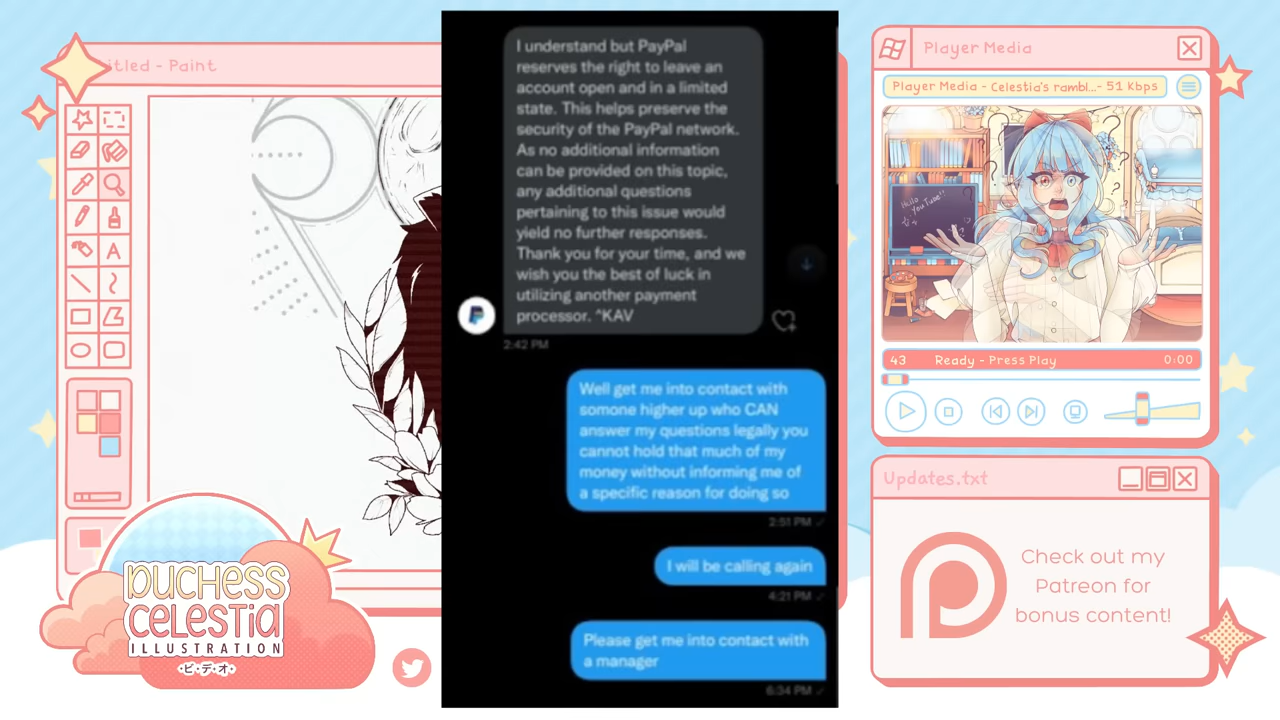 titled - Paint
A
DUCHESS
CELESTIA
ILLUSTRATION
·ビ·デ·オ·
I understand but PayPal
reserves the right to leave an
account open and in a limited
state. This helps preserve the
security of the PayPal network.
As no additional information
can be provided on this topic,
any additional questions
pertaining to this issue would
yield no further responses.
Thank you for your time, and we
wish you the best of luck in
utilizing another payment
processor. ^KAV
2:42 PM
Well get me into contact with
somone higher up who CAN
answer my questions legally you
cannot hold that much of my
money without informing me of
a specific reason for doing so
2:51 PM ✓
I will be calling again
4:21 PM ✓
Please get me into contact with
a manager
6:34 PM ✓
Player Media
Player Media - Celestia's rambl...- 51 Kbps
Hello
YouTube!!
43 Ready - Press Play 0:00
Updates.txt
Check out my
Patreon for
bonus content!